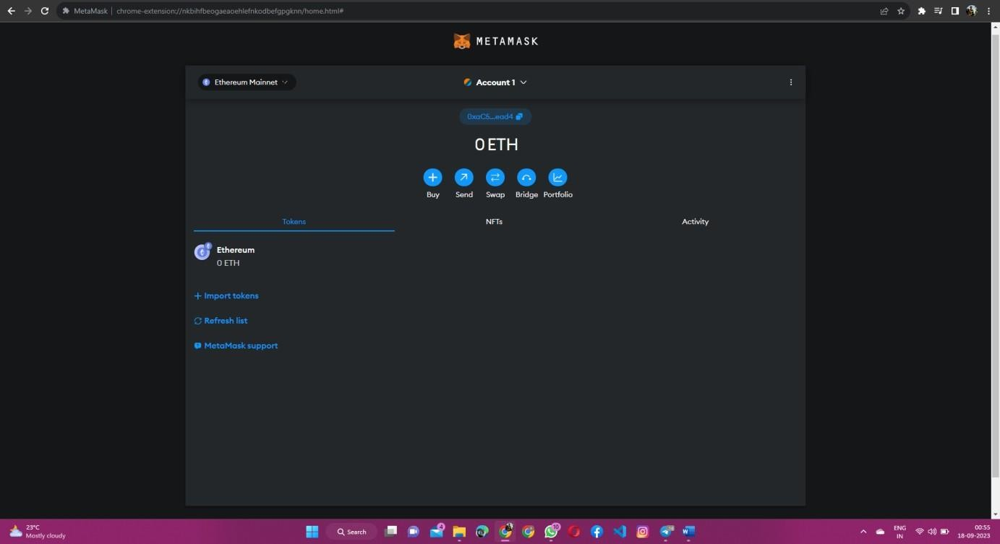 MetaMask | chrome-extension://nkbihfbeogaeaoehlefnkodbefgpgknn/home.html#
METAMASK
Ethereum Mainnet
Account 1
0xaC5...ead4
0 ETH
Buy Send Swap Bridge Portfolio
Tokens NFTs Activity
Ethereum
0 ETH
+ Import tokens
Refresh list
MetaMask support
23°C
Mostly cloudy
Search
4
ENG
IN
00:55
18-09-2023